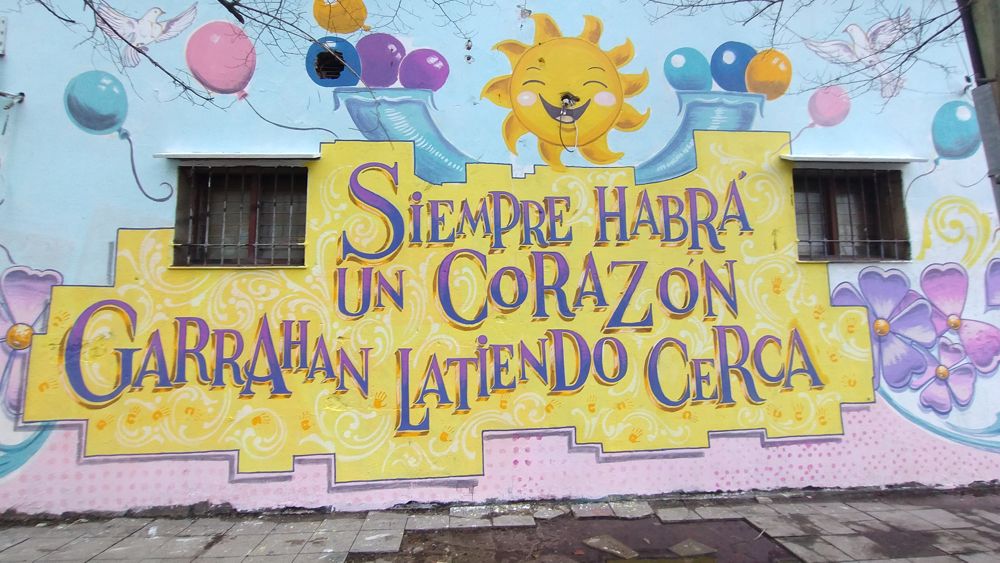 Siempre Habrá
un Corazón
Garrahan Latiendo Cerca